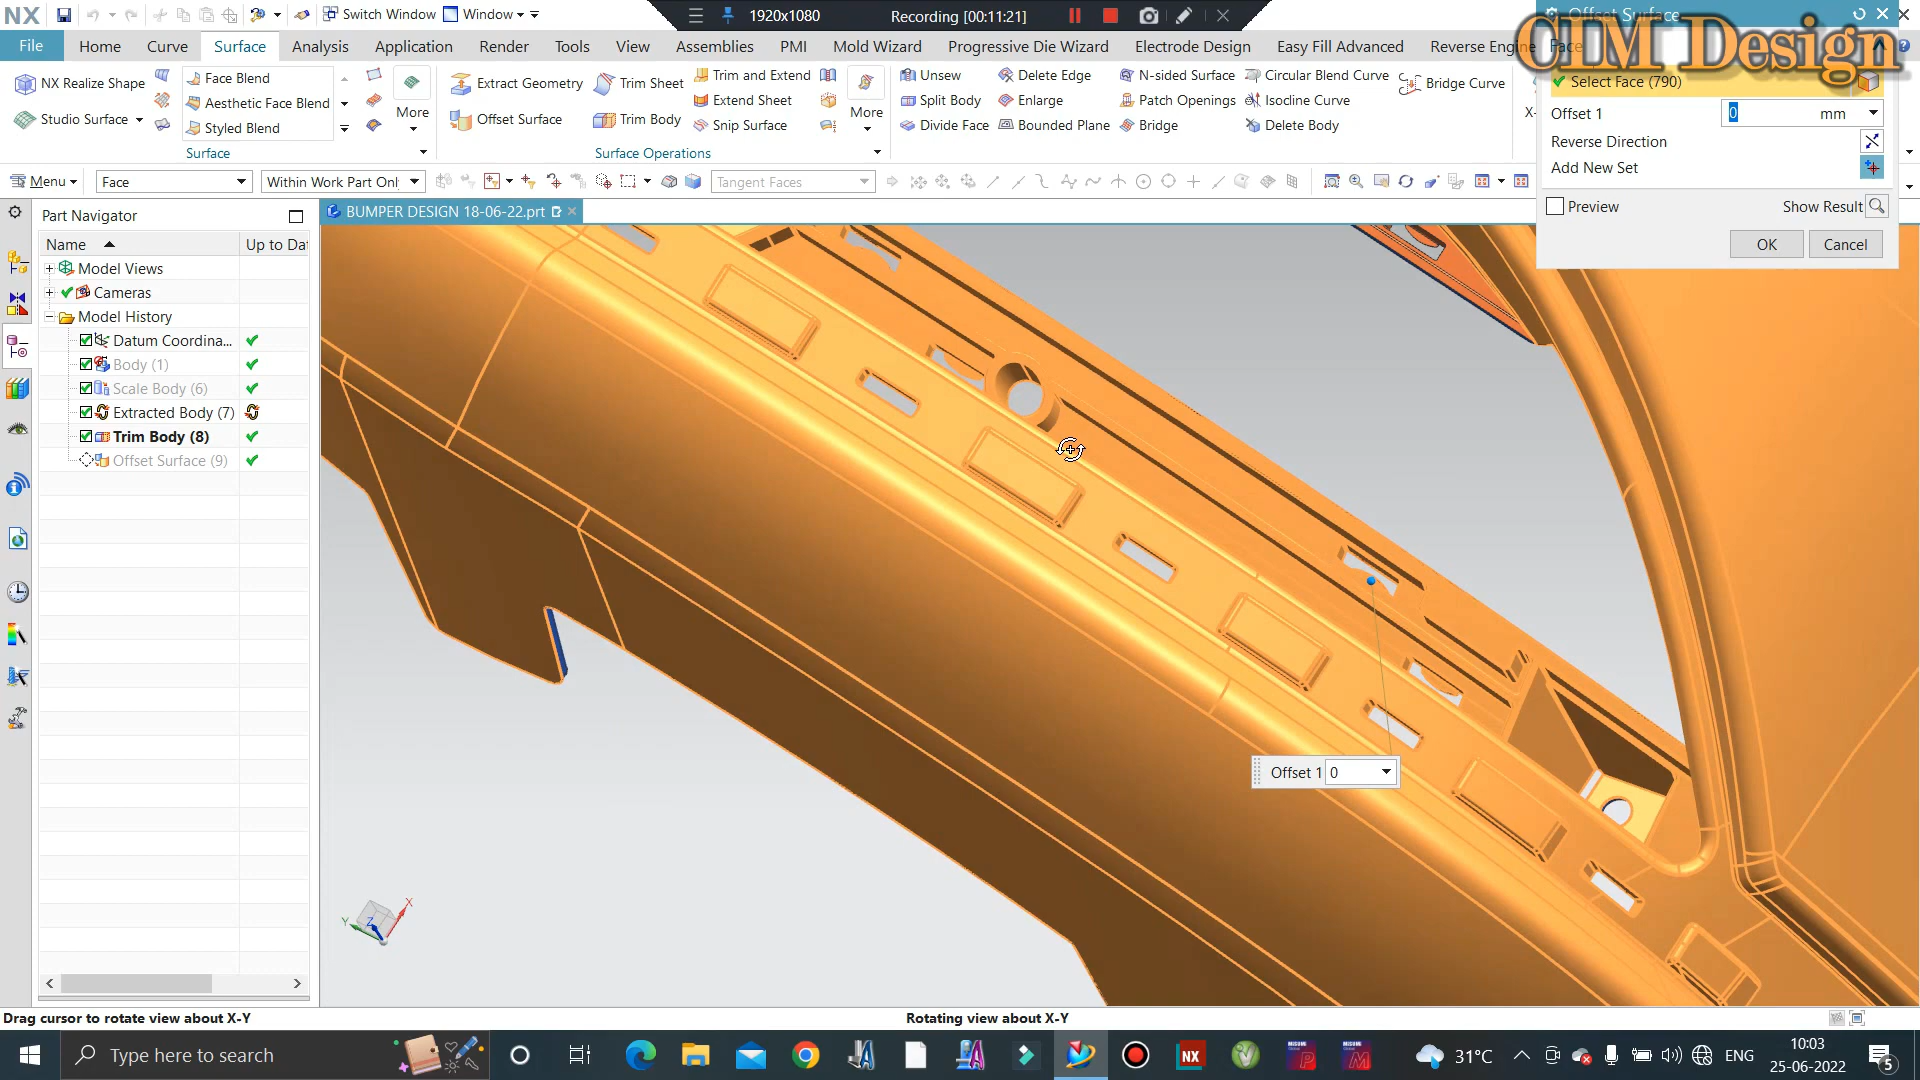 NX Switch Window Window 1920x1080 Recording [00:11:21] Offset Surface
CIM Design
File Home Curve Surface Analysis Application Render Tools View Assemblies PMI Mold Wizard Progressive Die Wizard Electrode Design Easy Fill Advanced Reverse Engine Face
NX Realize Shape
Studio Surface
Face Blend
Aesthetic Face Blend
Styled Blend
More
Surface
Extract Geometry
Offset Surface
Trim Sheet
Trim Body
Trim and Extend
Extend Sheet
Snip Surface
More
Surface Operations
Unsew
Split Body
Divide Face
Delete Edge
Enlarge
Bounded Plane
N-sided Surface
Patch Openings
Bridge
Circular Blend Curve
Isocline Curve
Delete Body
Bridge Curve
X-
Select Face (790)
Offset 1 0 mm
Reverse Direction
Add New Set
Preview Show Result
OK Cancel
Menu Face Within Work Part Onl Tangent Faces
Part Navigator
BUMPER DESIGN 18-06-22.prt
Name Up to Da
Model Views
Cameras
Model History
Datum Coordina...
Body (1)
Scale Body (6)
Extracted Body (7)
Trim Body (8)
Offset Surface (9)
Offset 1 0
X
Y
Z
Drag cursor to rotate view about X-Y Rotating view about X-Y
Type here to search
NX
31°C ENG
10:03
25-06-2022
5